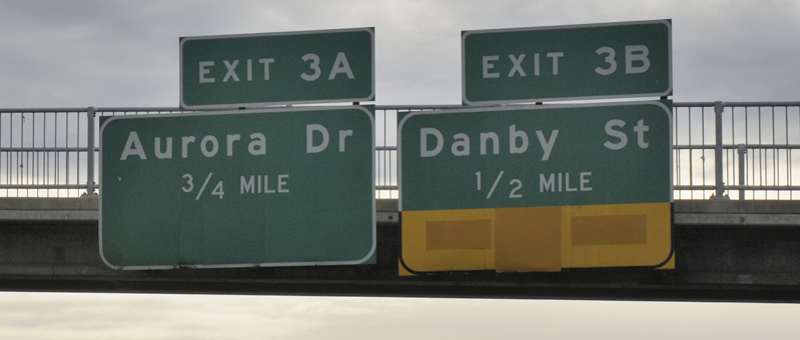 EXIT 3A
Aurora Dr
3/4 MILE
EXIT 3B
Danby St
1/2 MILE